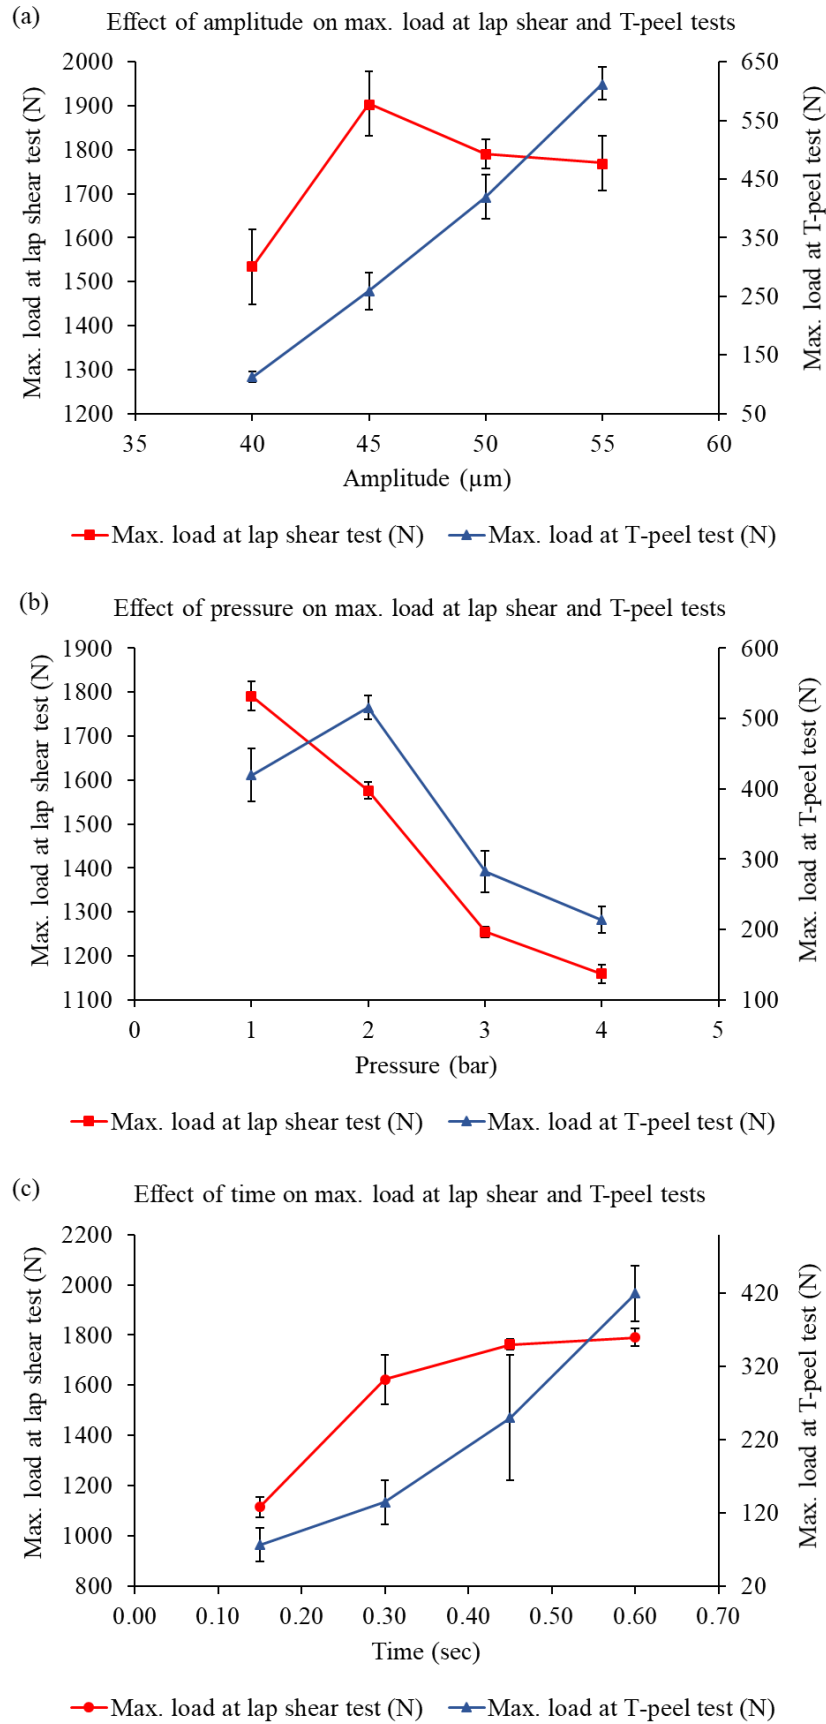 (a)
Effect of amplitude on max. load at lap shear and T-peel tests
Max. load at lap shear test (N)
2000
1900
1800
1700
1600
1500
1400
1300
1200
650
550
450
350
250
150
50
Max. load at T-peel test (N)
35 40 45 50 55 60
Amplitude (µm)
Max. load at lap shear test (N) Max. load at T-peel test (N)
(b)
Effect of pressure on max. load at lap shear and T-peel tests
Max. load at lap shear test (N)
1900
1800
1700
1600
1500
1400
1300
1200
1100
600
500
400
300
200
100
Max. load at T-peel test (N)
0 1 2 3 4 5
Pressure (bar)
Max. load at lap shear test (N) Max. load at T-peel test (N)
(c)
Effect of time on max. load at lap shear and T-peel tests
Max. load at lap shear test (N)
2200
2000
1800
1600
1400
1200
1000
800
420
320
220
120
20
Max. load at T-peel test (N)
0.00 0.10 0.20 0.30 0.40 0.50 0.60 0.70
Time (sec)
Max. load at lap shear test (N) Max. load at T-peel test (N)